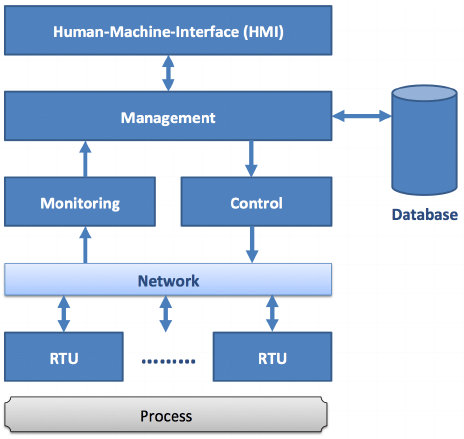 Human-Machine-Interface (HMI)
Management
Monitoring
Control
Database
Network
RTU
.........
RTU
Process